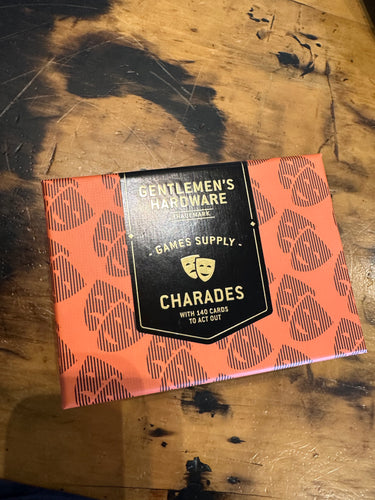 GENTLEMEN'S
HARDWARE
TRADEMARK
- GAMES SUPPLY -
CHARADES
WITH 140 CARDS
TO ACT OUT